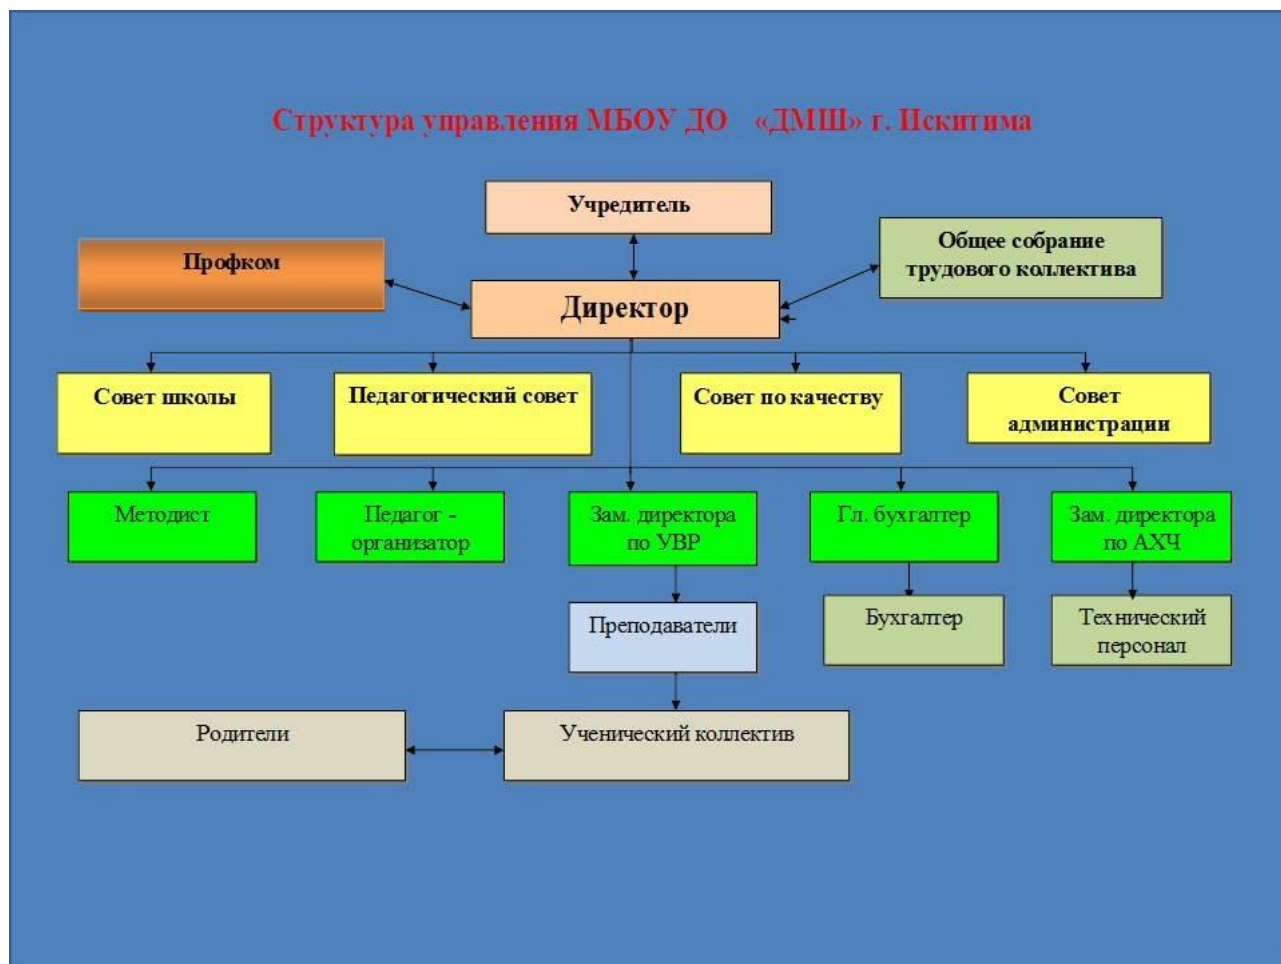 Структура управления МБОУ ДО «ДМШ» г. Искитима
Учредитель
Профком
Общее собрание
трудового коллектива
Директор
Совет школы
Педагогический совет
Совет по качеству
Совет
администрации
Методист
Педагог -
организатор
Зам. директора
по УВР
Гл. бухгалтер
Зам. директора
по АХЧ
Преподаватели
Бухгалтер
Технический
персонал
Родители
Ученический коллектив